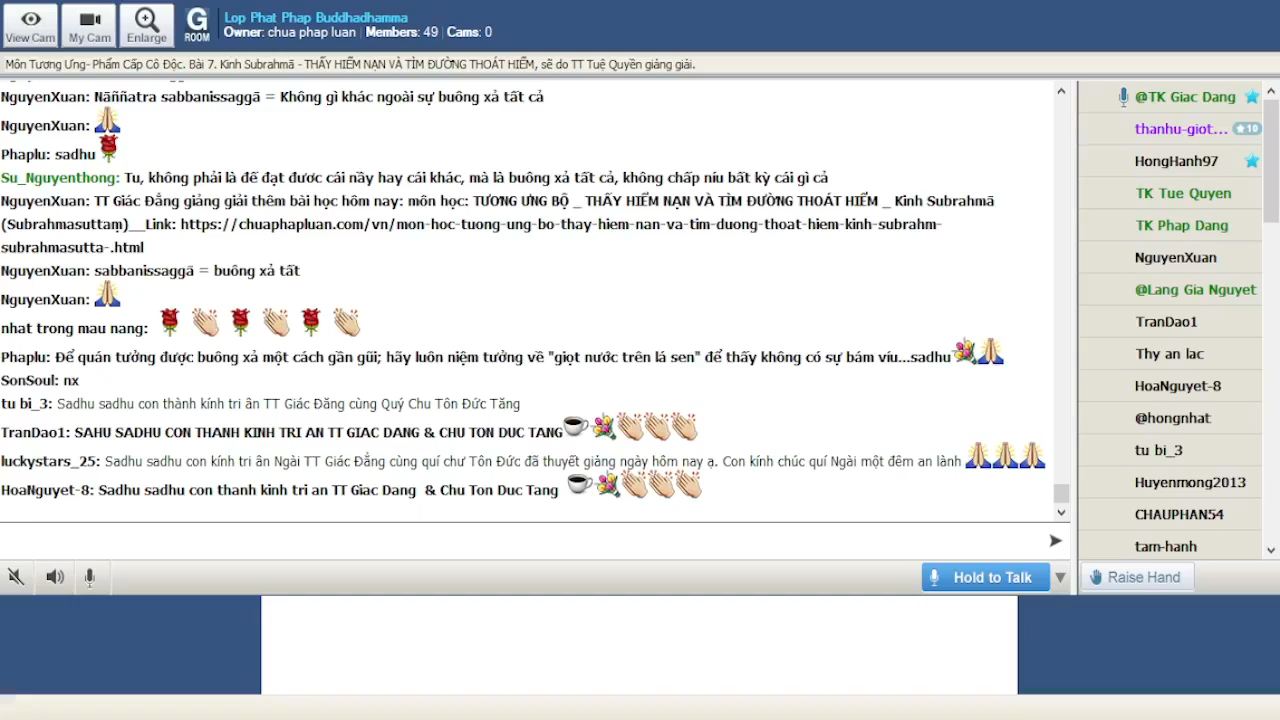 View Cam
My Cam
Enlarge
G
ROOM
Lop Phat Phap Buddhadhamma
Owner: chua phap luan | Members: 49 | Cams: 0
Môn Tương Ưng- Phẩm Cấp Cô Độc. Bài 7. Kinh Subrahmā - THẤY HIỂM NẠN VÀ TÌM ĐƯỜNG THOÁT HIỂM, sẽ do TT Tuệ Quyền giảng giải.
NguyenXuan: Nāññatra sabbanissaggā = Không gì khác ngoài sự buông xả tất cả
NguyenXuan:
Phaplu: sadhu
Su_Nguyenthong: Tu, không phải là để đạt đươc cái nầy hay cái khác, mà là buông xả tất cả, không chấp níu bất kỳ cái gì cả
NguyenXuan: TT Giác Đẳng giảng giải thêm bài học hôm nay: môn học: TƯƠNG ƯNG BỘ _ THẤY HIỂM NẠN VÀ TÌM ĐƯỜNG THOÁT HIỂM _ Kinh Subrahmā
(Subrahmasuttaṃ)__Link: https://chuaphapluan.com/vn/mon-hoc-tuong-ung-bo-thay-hiem-nan-va-tim-duong-thoat-hiem-kinh-subrahm-
subrahmasutta-.html
NguyenXuan: sabbanissaggā = buông xả tất
NguyenXuan:
nhat trong mau nang:
Phaplu: Để quán tưởng được buông xả một cách gần gũi; hãy luôn niệm tưởng về "giọt nước trên lá sen" để thấy không có sự bám víu...sadhu
SonSoul: nx
tu bi_3: Sadhu sadhu con thành kính tri ân TT Giác Đăng cùng Quý Chu Tôn Đức Tăng
TranDao1: SAHU SADHU CON THANH KINH TRI AN TT GIAC DANG & CHU TON DUC TANG
luckystars_25: Sadhu sadhu con kính tri ân Ngài TT Giác Đẳng cùng quí chư Tôn Đức đã thuyết giảng ngày hôm nay ạ. Con kính chúc quí Ngài một đêm an lành
HoaNguyet-8: Sadhu sadhu con thanh kinh tri an TT Giac Dang & Chu Ton Duc Tang
Hold to Talk
@TK Giac Dang
thanhu-giot... 10
HongHanh97
TK Tue Quyen
TK Phap Dang
NguyenXuan
@Lang Gia Nguyet
TranDao1
Thy an lac
HoaNguyet-8
@hongnhat
tu bi_3
Huyenmong2013
CHAUPHAN54
tam-hanh
Raise Hand